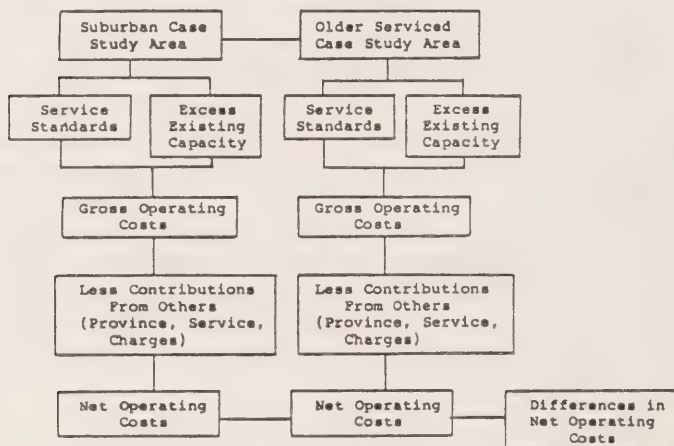 Suburban Case
Study Area
Older Serviced
Case Study Area
Service
Standards
Excess
Existing
Capacity
Service
Standards
Excess
Existing
Capacity
Gross Operating
Costs
Gross Operating
Costs
Less Contributions
From Others
(Province, Service,
Charges)
Less Contributions
From Others
(Province, Service,
Charges)
Net Operating
Costs
Net Operating
Costs
Differences in
Net Operating
Costs